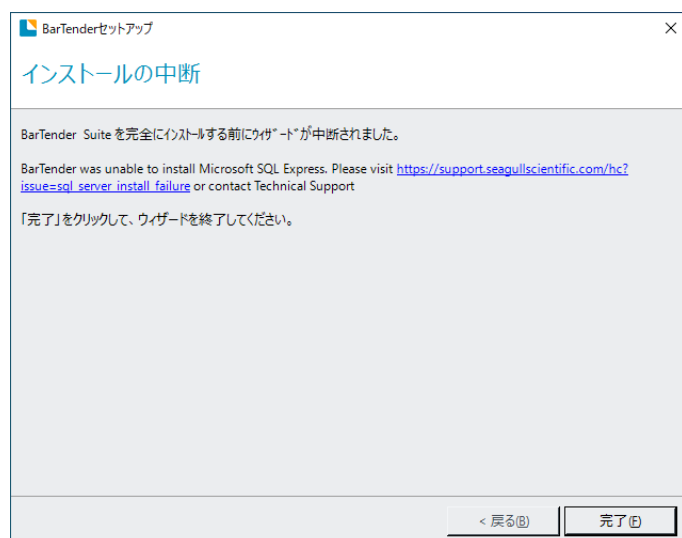 BarTenderセットアップ
インストールの中断
BarTender Suite を完全にインストールする前にウィザードが中断されました。
BarTender was unable to install Microsoft SQL Express. Please visit https://support.seagullscientific.com/hc?
issue=sql_server_install_failure or contact Technical Support
「完了」をクリックして、ウィザードを終了してください。
< 戻る(B)
完了(F)